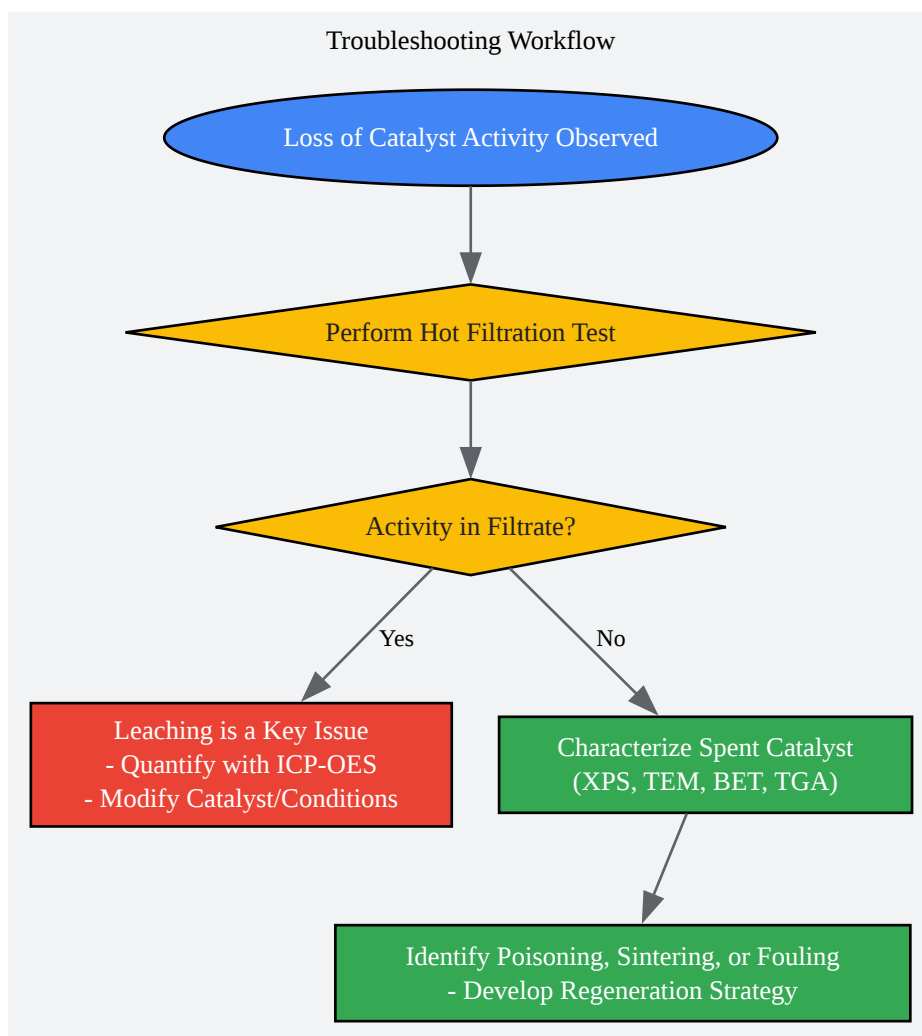 Troubleshooting Workflow
Loss of Catalyst Activity Observed
Perform Hot Filtration Test
Activity in Filtrate?
Yes
No
Leaching is a Key Issue
- Quantify with ICP-OES
- Modify Catalyst/Conditions
Characterize Spent Catalyst
(XPS, TEM, BET, TGA)
Identify Poisoning, Sintering, or Fouling
- Develop Regeneration Strategy